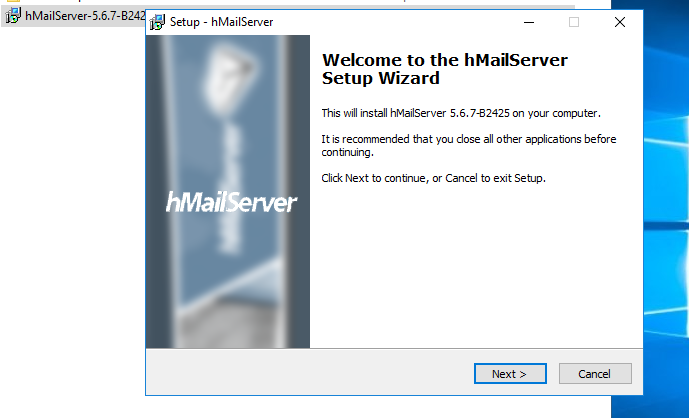 hMailServer-5.6.7-B242
Setup - hMailServer
Welcome to the hMailServer
Setup Wizard
This will install hMailServer 5.6.7-B2425 on your computer.
It is recommended that you close all other applications before
continuing.
Click Next to continue, or Cancel to exit Setup.
hMailServer
hMailServer
Next >
Cancel